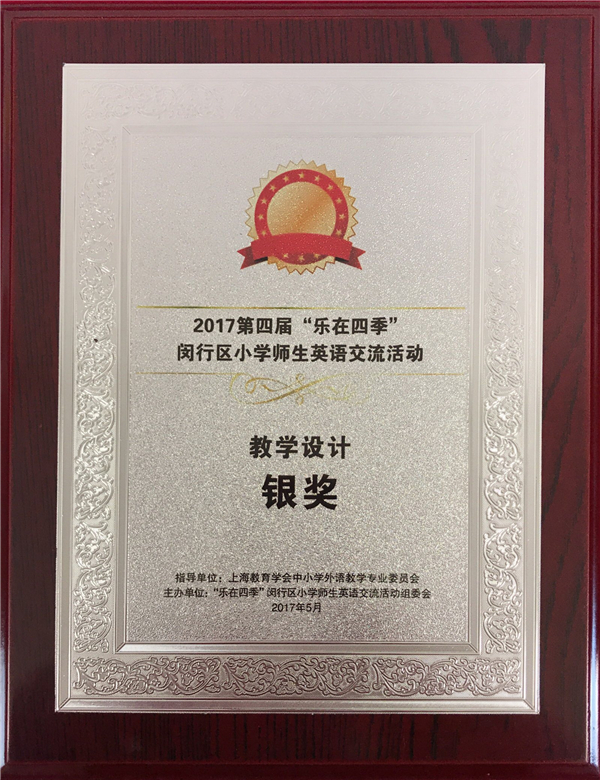 2017第四届“乐在四季”
闵行区小学师生英语交流活动
教学设计
银奖
指导单位：上海教育学会中小学外语教学专业委员会
主办单位：“乐在四季”闵行区小学师生英语交流活动组委会
2017年5月